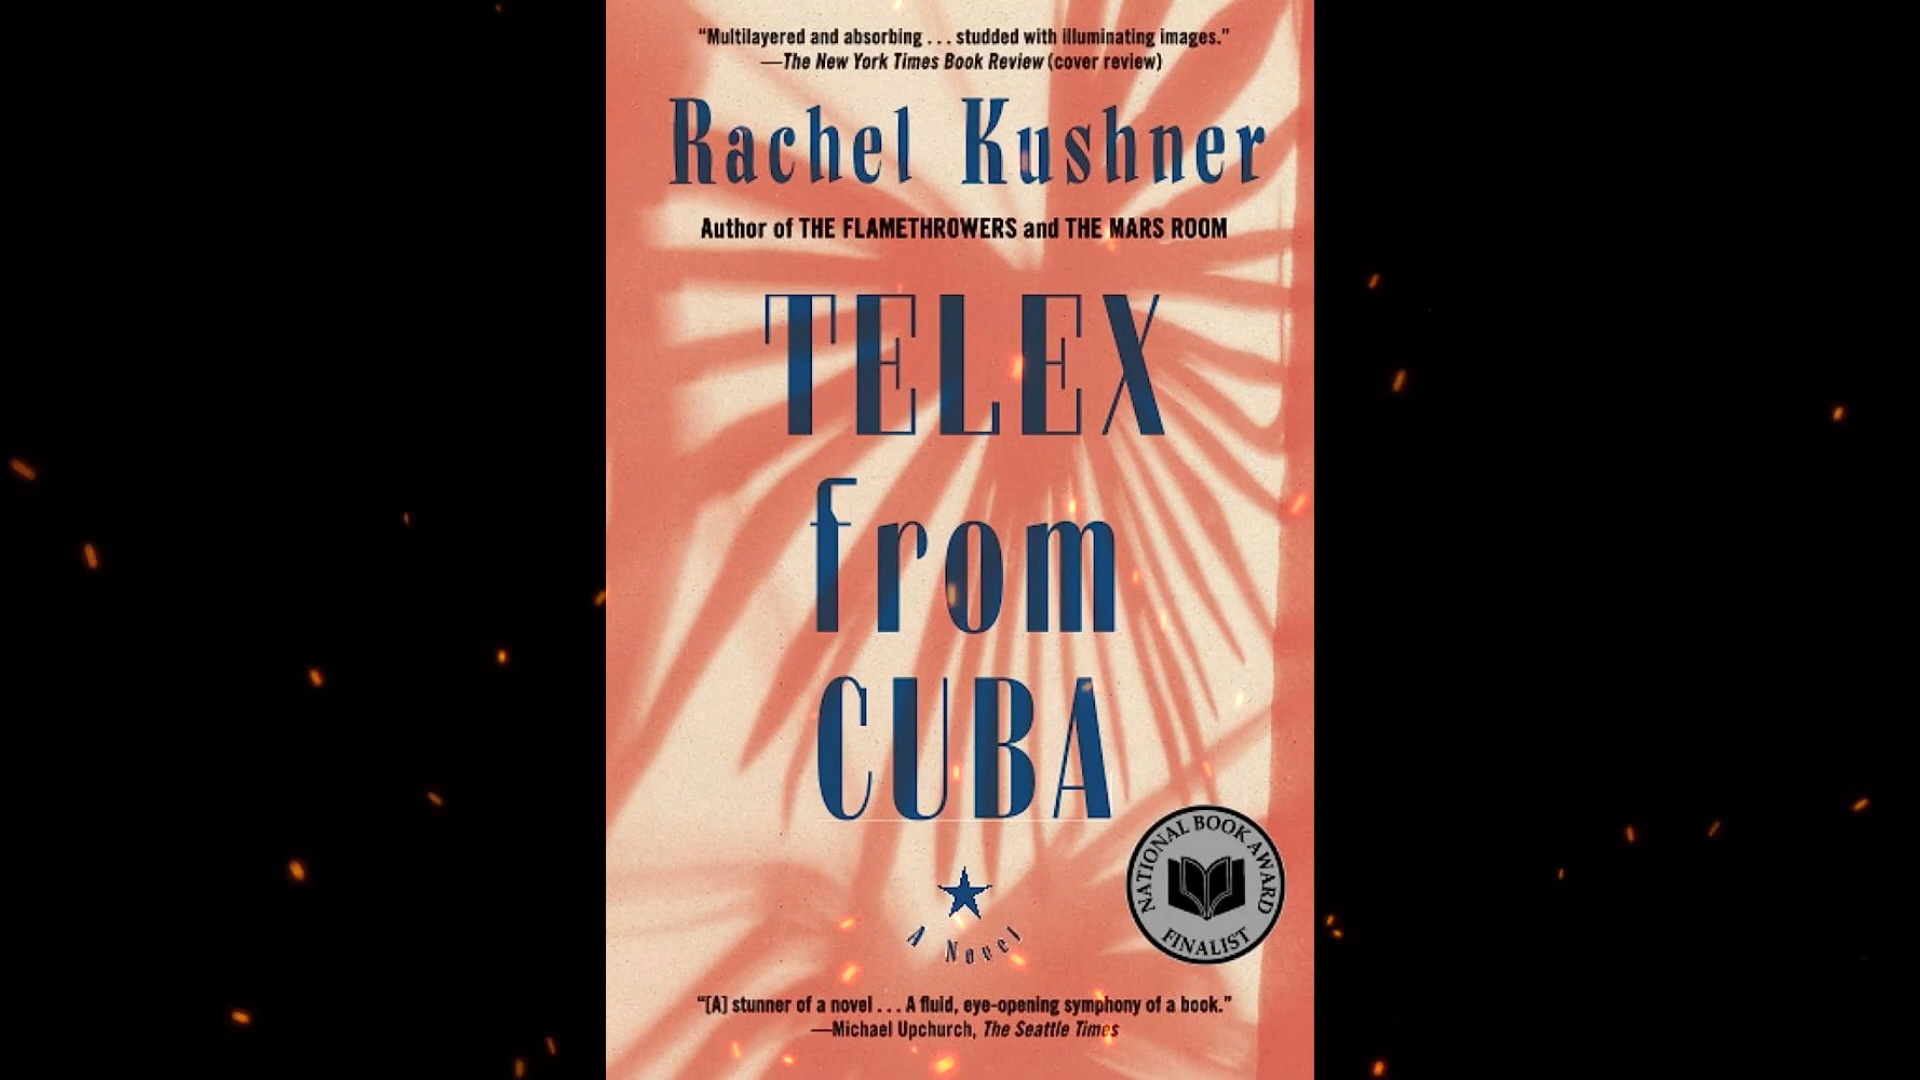 “Multilayered and absorbing . . . studded with illuminating images.”
—The New York Times Book Review (cover review)
Rachel Kushner
Author of THE FLAMETHROWERS and THE MARS ROOM
TELEX
from
CUBA
A Novel
NATIONAL BOOK AWARD
FINALIST
“[A] stunner of a novel . . . A fluid, eye-opening symphony of a book.”
—Michael Upchurch, The Seattle Times